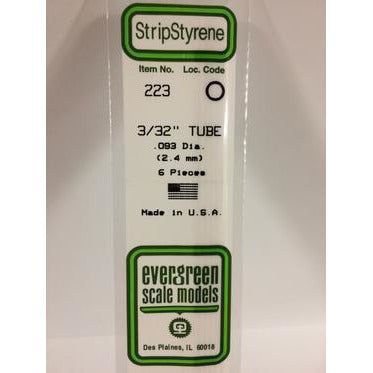 StripStyrene
Item No. Loc. Code
223
3/32" TUBE
.093 Dia.
(2.4 mm)
6 Pieces
Made in U.S.A.
evergreen
scale models
Des Plaines, IL 60018